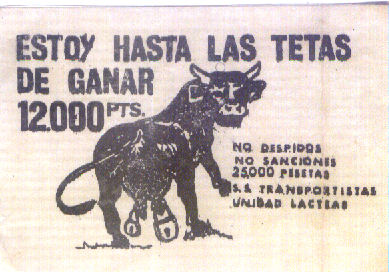 ESTOY HASTA LAS TETAS
DE GANAR
12.000 PTS.
NO DESPIDOS
NO SANCIONES
25,000 PESETAS
S.S. TRANSPORTISTAS
UNIDAD LACTEAS